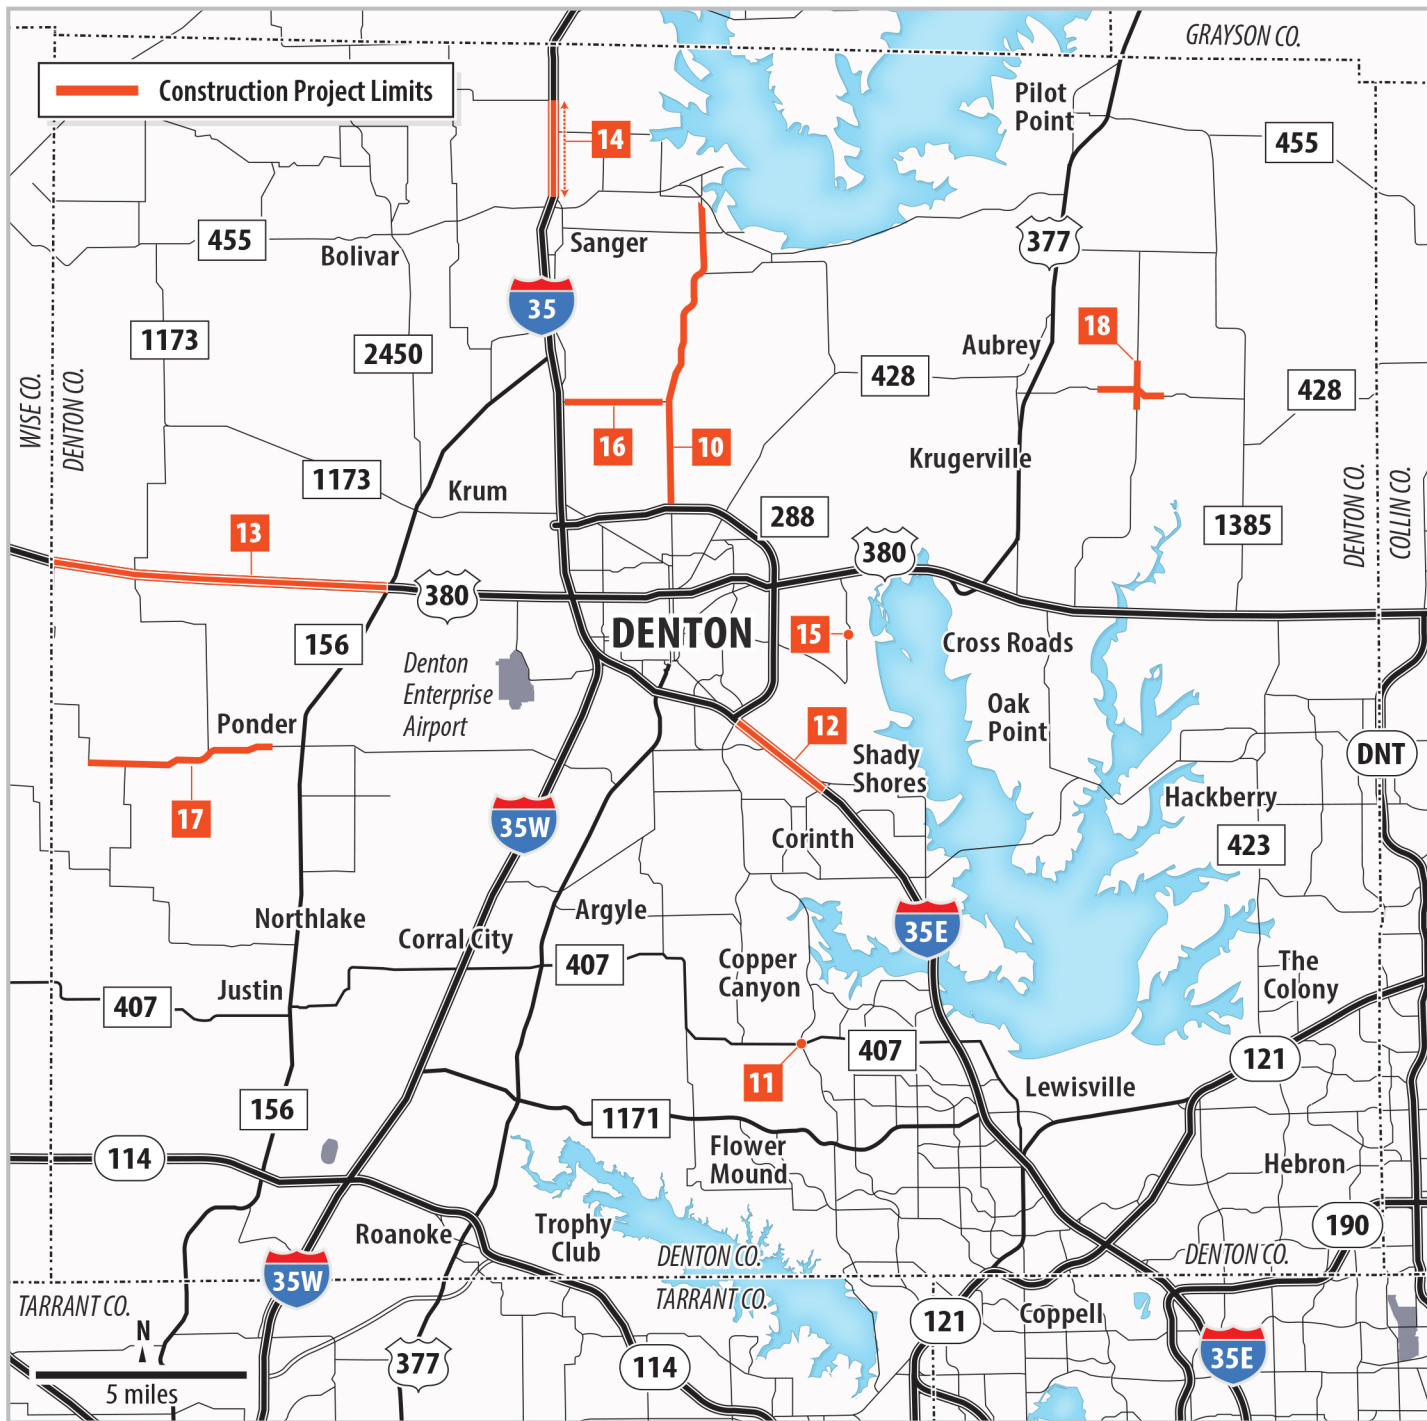 GRAYSON CO.
Construction Project Limits
Pilot
Point
14
455
455
Sanger
377
Bolivar
35
18
1173
2450
Aubrey
428
428
WISE CO.
DENTON CO.
16
10
Krugerville
1173
Krum
DENTON CO.
COLLIN CO.
288
1385
13
380
380
156
DENTON
15
Cross Roads
Denton
Enterprise
Airport
Oak
Point
Ponder
12
Shady
Shores
DNT
17
35W
Hackberry
Corinth
423
Northlake
Argyle
Corral City
35E
407
Copper
Canyon
The
Colony
Justin
407
407
121
11
Lewisville
156
1171
114
Flower
Mound
Hebron
Roanoke
Trophy
Club
190
DENTON CO.
DENTON CO.
35W
TARRANT CO.
TARRANT CO.
121
Coppell
N
377
114
35E
5 miles